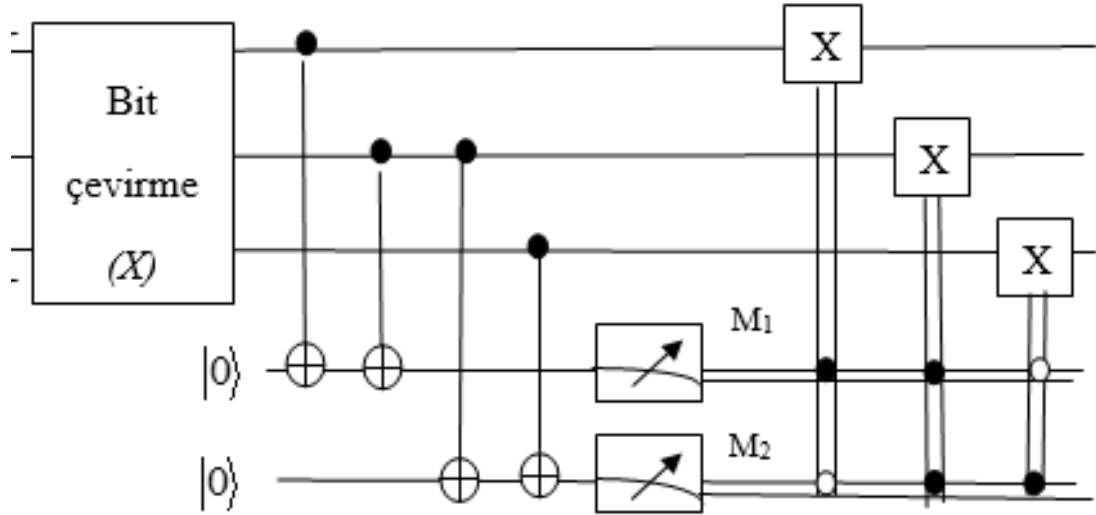 X
Bit
çevirme
(X)
X
X
M₁
|0⟩
M₂
|0⟩